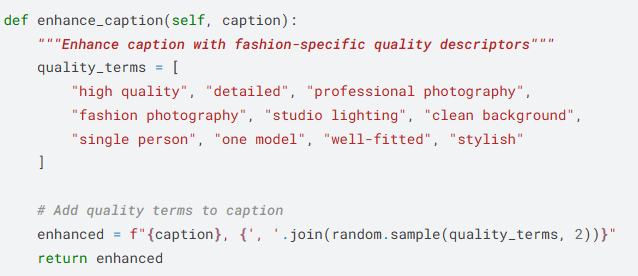 def enhance_caption(self, caption):
    """Enhance caption with fashion-specific quality descriptors"""
    quality_terms = [
        "high quality", "detailed", "professional photography",
        "fashion photography", "studio lighting", "clean background",
        "single person", "one model", "well-fitted", "stylish"
    ]

    # Add quality terms to caption
    enhanced = f"{caption}, {', '.join(random.sample(quality_terms, 2))}"
    return enhanced